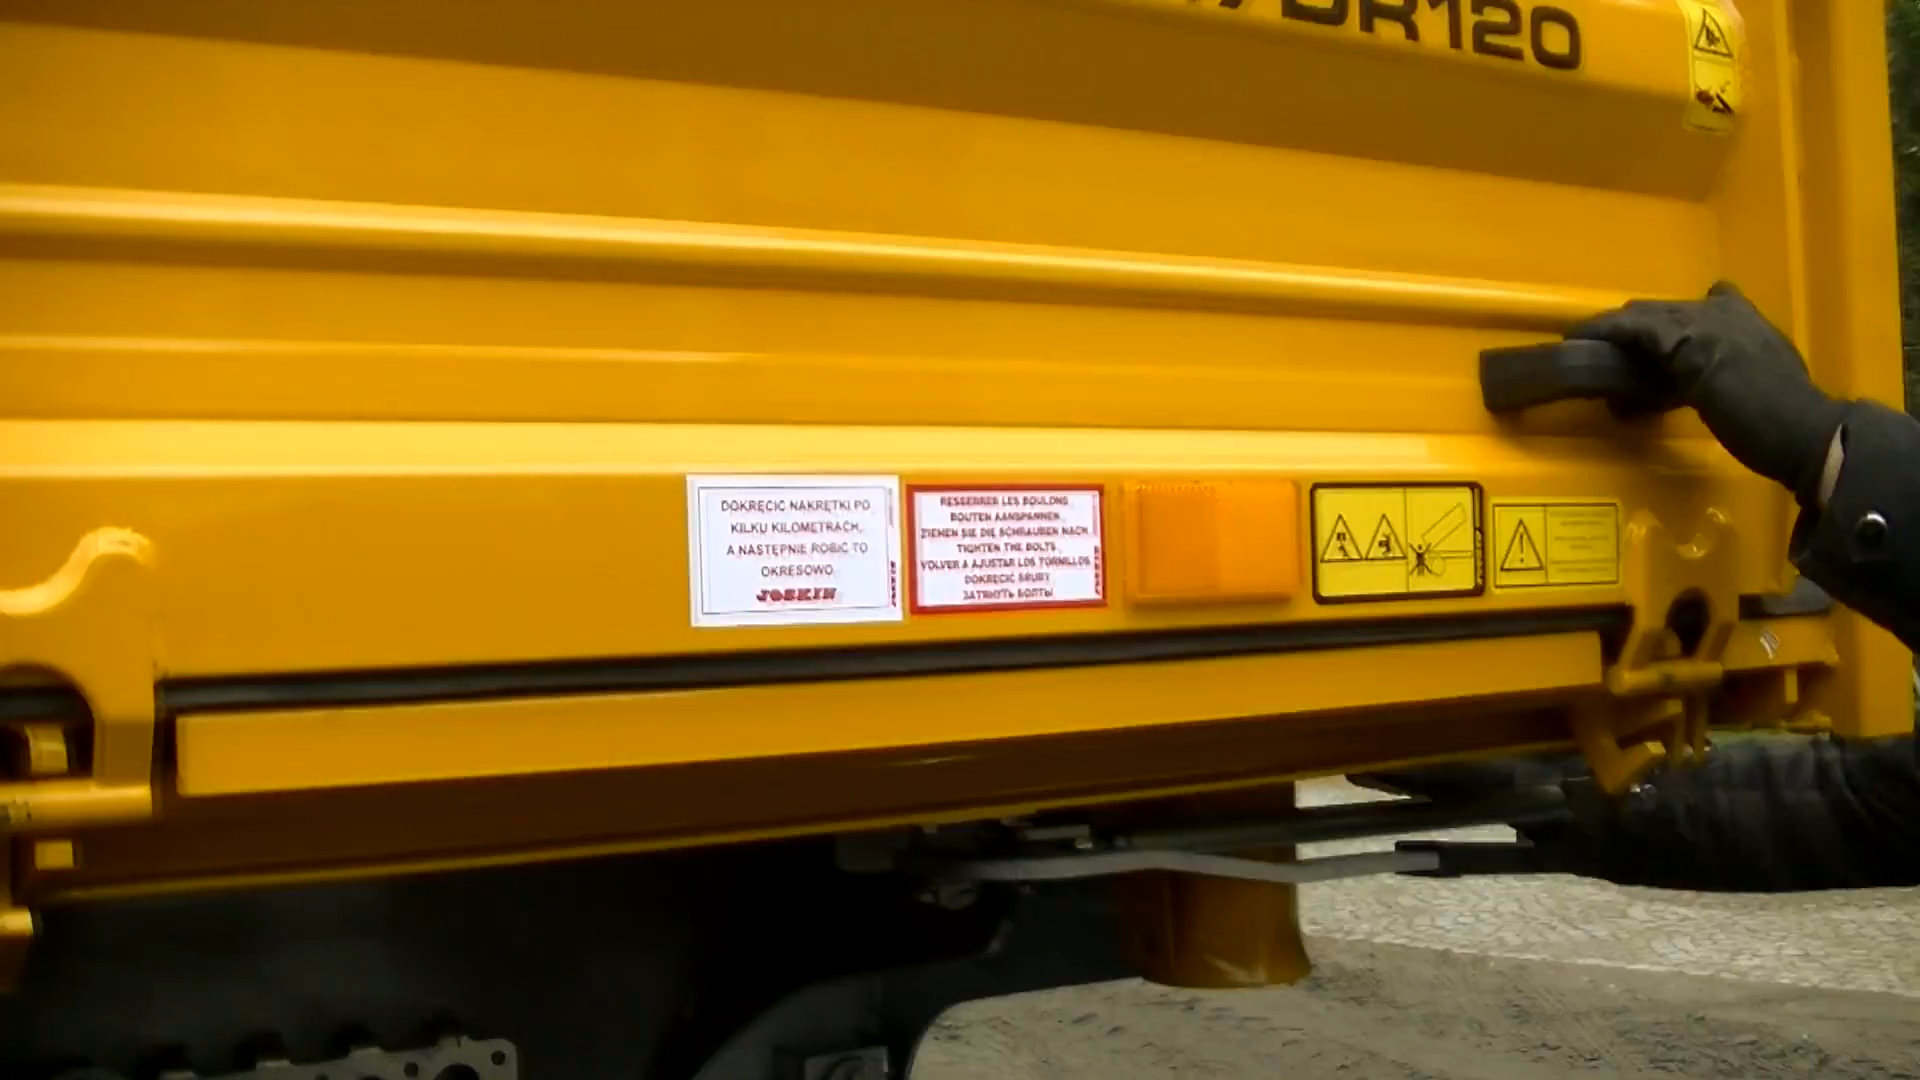 DR120
DOKRĘCIĆ NAKRĘTKI PO
KILKU KILOMETRACH,
A NASTĘPNIE ROBIĆ TO
OKRESOWO.
JOSKIN
RESSERRER LES BOULONS
BOUTEN AANSPANNEN
ZIEHEN SIE DIE SCHRAUBEN NACH
TIGHTEN THE BOLTS
VOLVER A AJUSTAR LOS TORNILLOS
DOKRĘCIĆ ŚRUBY
ЗАТЯНУТЬ БОЛТЫ